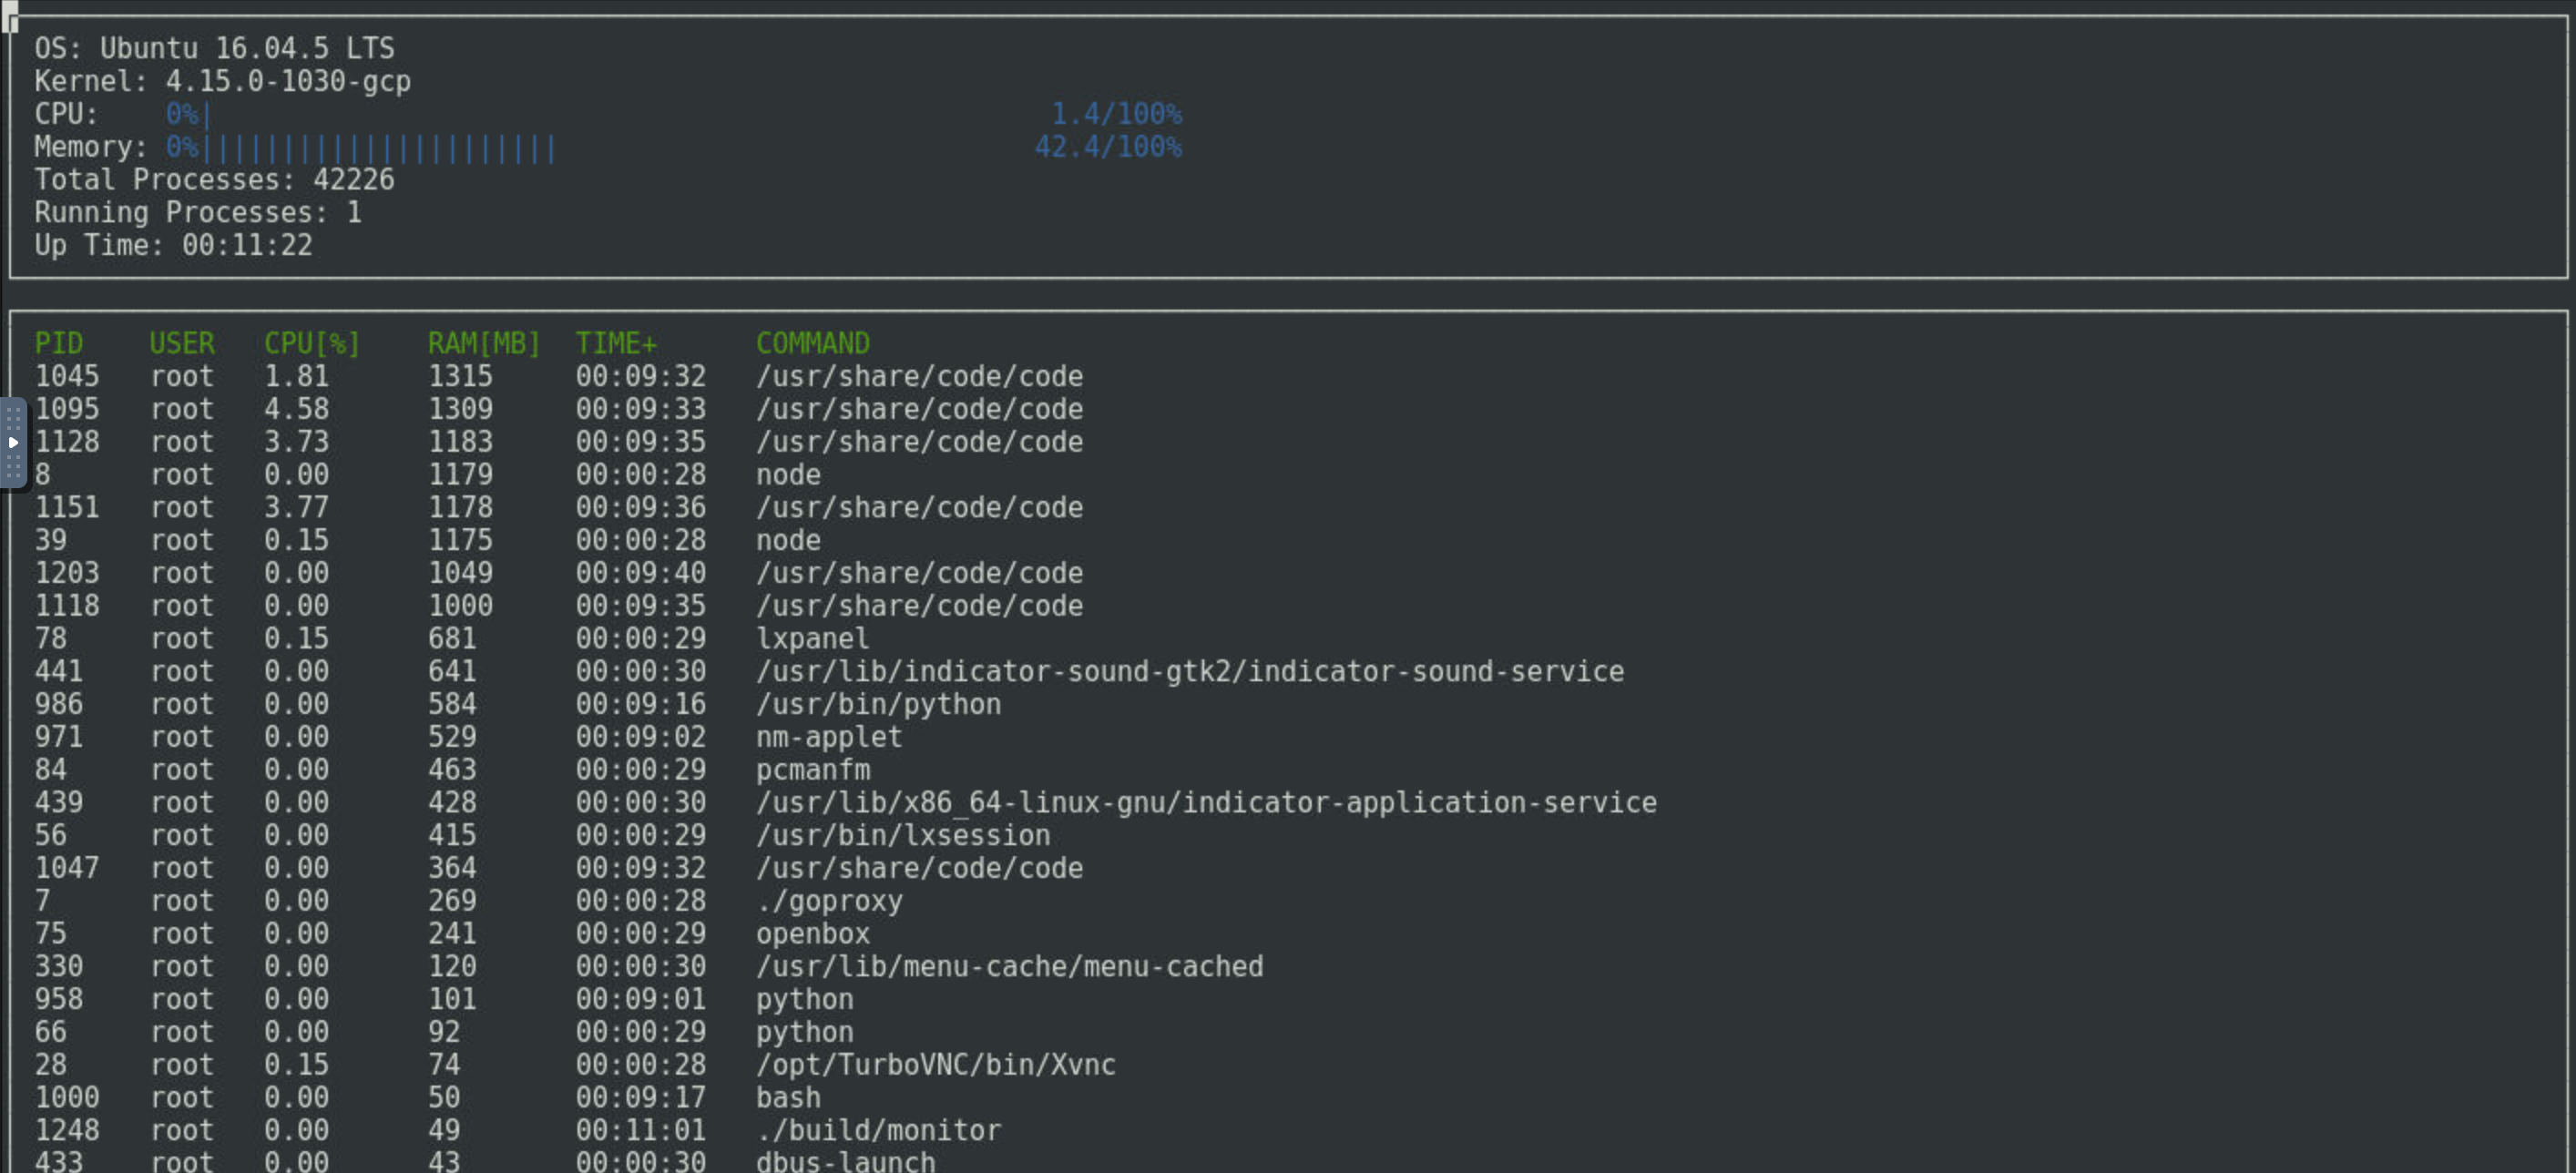 OS: Ubuntu 16.04.5 LTS
Kernel: 4.15.0-1030-gcp
CPU: 0%| 1.4/100%
Memory: 0%|||||||||||||||||||||| 42.4/100%
Total Processes: 42226
Running Processes: 1
Up Time: 00:11:22
PID USER CPU[%] RAM[MB] TIME+ COMMAND
1045 root 1.81 1315 00:09:32 /usr/share/code/code
1095 root 4.58 1309 00:09:33 /usr/share/code/code
1128 root 3.73 1183 00:09:35 /usr/share/code/code
8 root 0.00 1179 00:00:28 node
1151 root 3.77 1178 00:09:36 /usr/share/code/code
39 root 0.15 1175 00:00:28 node
1203 root 0.00 1049 00:09:40 /usr/share/code/code
1118 root 0.00 1000 00:09:35 /usr/share/code/code
78 root 0.15 681 00:00:29 lxpanel
441 root 0.00 641 00:00:30 /usr/lib/indicator-sound-gtk2/indicator-sound-service
986 root 0.00 584 00:09:16 /usr/bin/python
971 root 0.00 529 00:09:02 nm-applet
84 root 0.00 463 00:00:29 pcmanfm
439 root 0.00 428 00:00:30 /usr/lib/x86_64-linux-gnu/indicator-application-service
56 root 0.00 415 00:00:29 /usr/bin/lxsession
1047 root 0.00 364 00:09:32 /usr/share/code/code
7 root 0.00 269 00:00:28 ./goproxy
75 root 0.00 241 00:00:29 openbox
330 root 0.00 120 00:00:30 /usr/lib/menu-cache/menu-cached
958 root 0.00 101 00:09:01 python
66 root 0.00 92 00:00:29 python
28 root 0.15 74 00:00:28 /opt/TurboVNC/bin/Xvnc
1000 root 0.00 50 00:09:17 bash
1248 root 0.00 49 00:11:01 ./build/monitor
433 root 0.00 43 00:00:30 dbus-launch